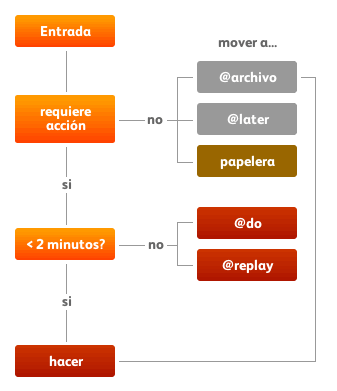 Entrada
mover a...
@archivo
requiere
acción
no
@later
papelera
si
@do
< 2 minutos?
no
@replay
si
hacer